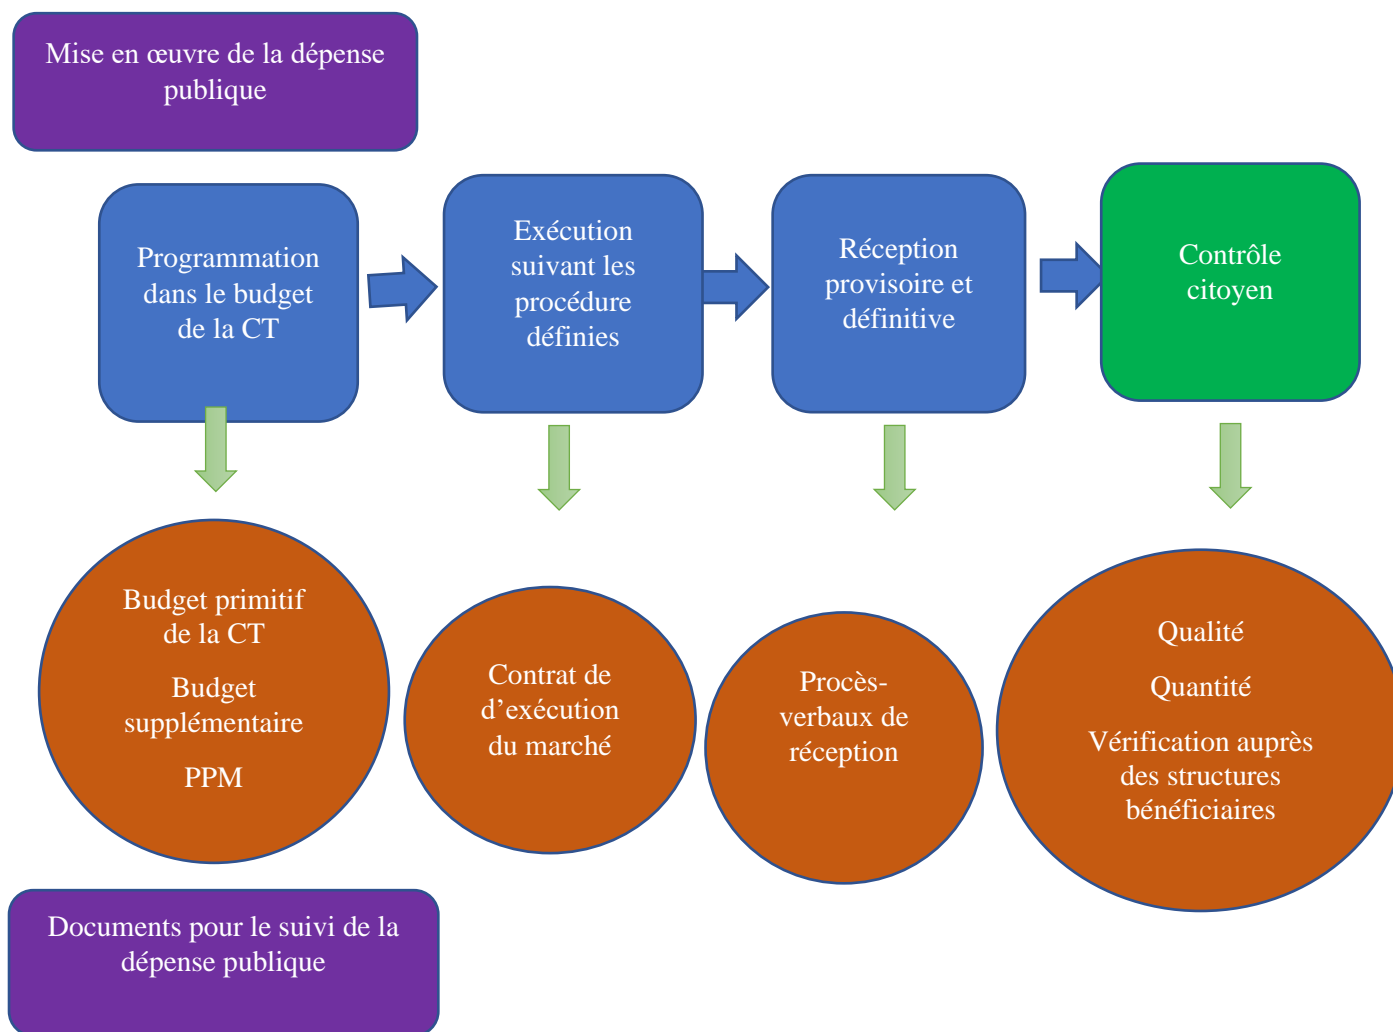 Mise en œuvre de la dépense
publique
Programmation
dans le budget
de la CT
Exécution
suivant les
procédure
définies
Réception
provisoire et
définitive
Contrôle
citoyen
Budget primitif
de la CT
Budget
supplémentaire
PPM
Contrat de
d’exécution
du marché
Procès-
verbaux de
réception
Qualité
Quantité
Vérification auprès
des structures
bénéficiaires
Documents pour le suivi de la
dépense publique